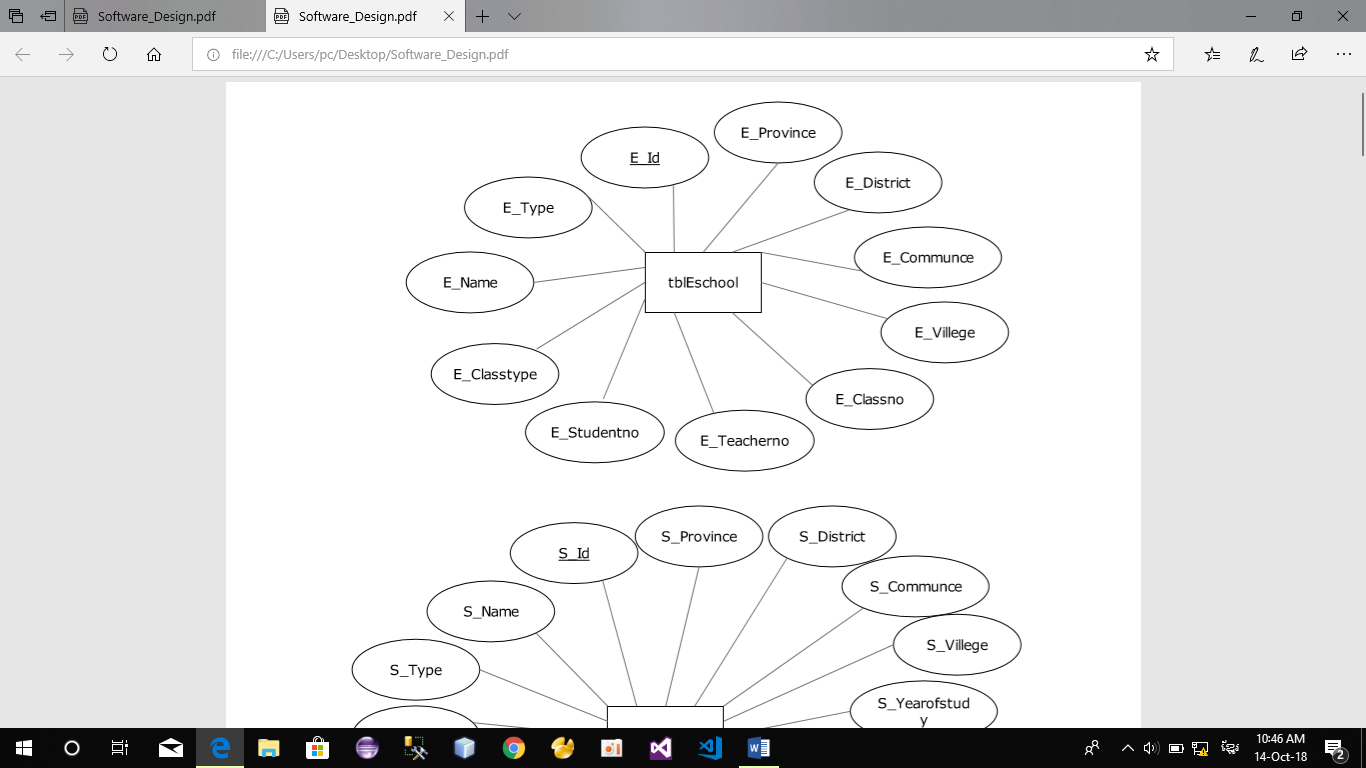 Software_Design.pdf
Software_Design.pdf
file:///C:/Users/pc/Desktop/Software_Design.pdf
E_Province
E_Id
E_District
E_Type
E_Communce
E_Name
tblEschool
E_Villege
E_Classtype
E_Classno
E_Studentno
E_Teacherno
S_Province
S_District
S_Id
S_Communce
S_Name
S_Villege
S_Type
S_Yearofstud
y
10:46 AM
14-Oct-18
2